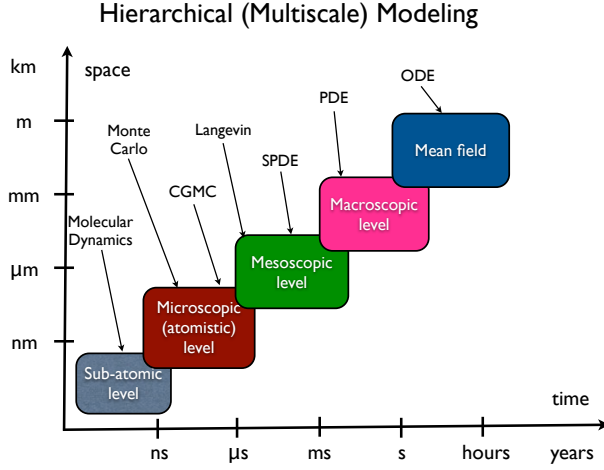 Hierarchical (Multiscale) Modeling
km
space
ODE
PDE
m
Monte
Carlo
Langevin
Mean field
SPDE
CGMC
mm
Macroscopic
level
Molecular
Dynamics
µm
Mesoscopic
level
Microscopic
(atomistic)
level
nm
Sub-atomic
level
time
ns
µs
ms
s
hours
years